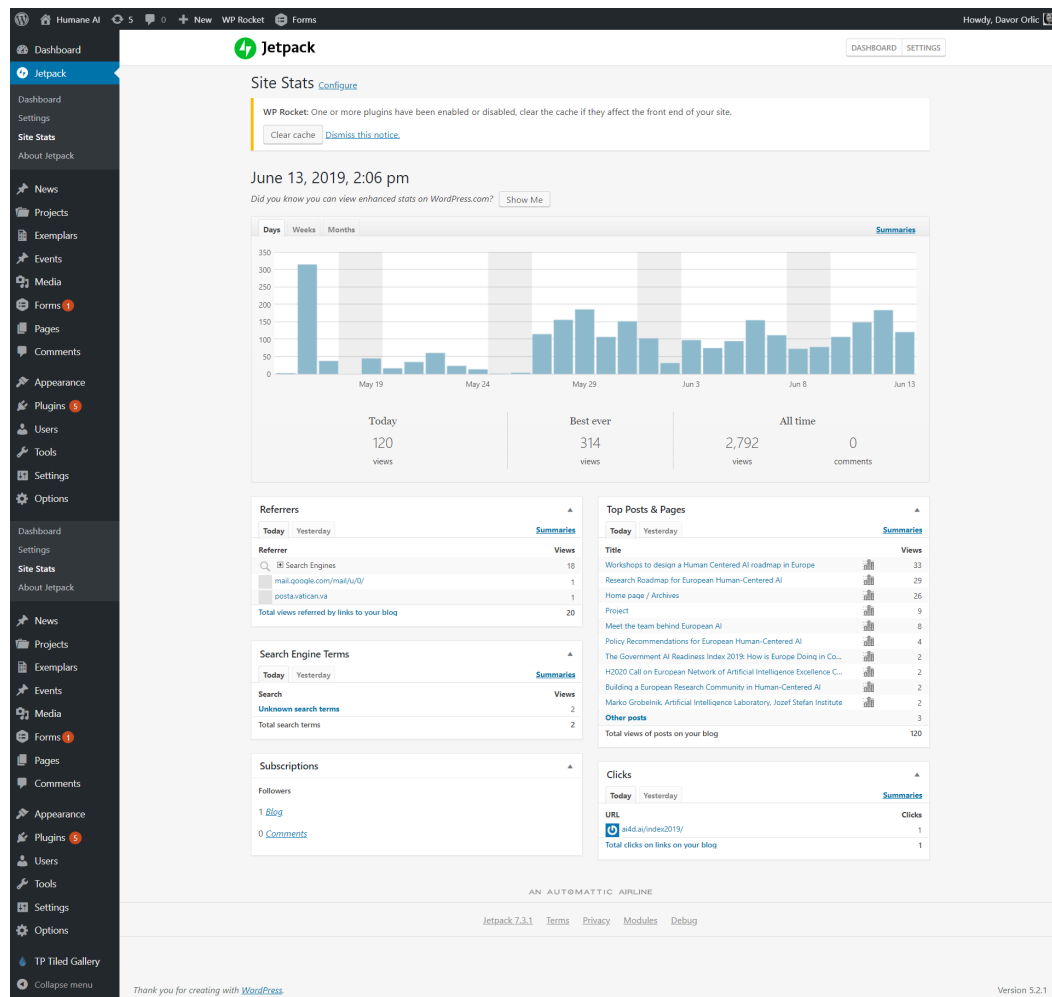 Humane AI 5 0 New WP Rocket Forms Howdy, Davor Orlic
Dashboard
Jetpack
Dashboard
Settings
Site Stats
About Jetpack
News
Projects
Exemplars
Events
Media
Forms 1
Pages
Comments
Appearance
Plugins 5
Users
Tools
Settings
Options
Dashboard
Settings
Site Stats
About Jetpack
News
Projects
Exemplars
Events
Media
Forms 1
Pages
Comments
Appearance
Plugins 5
Users
Tools
Settings
Options
TP Tiled Gallery
Collapse menu
Jetpack DASHBOARD SETTINGS
Site Stats Configure
WP Rocket: One or more plugins have been enabled or disabled, clear the cache if they affect the front end of your site.
Clear cache Dismiss this notice.
June 13, 2019, 2:06 pm
Did you know you can view enhanced stats on WordPress.com? Show Me
Days Weeks Months Summaries
350
300
250
200
150
100
50
0
May 19 May 24 May 29 Jun 3 Jun 8 Jun 13
Today Best ever All time
120 314 2,792 0
views views views comments
Referrers
Today Yesterday Summaries
Referrer Views
Search Engines 18
mail.google.com/mail/u/0/ 1
posta.vatican.va 1
Total views referred by links to your blog 20
Search Engine Terms
Today Yesterday Summaries
Search Views
Unknown search terms 2
Total search terms 2
Subscriptions
Followers
1 Blog
0 Comments
Top Posts & Pages
Today Yesterday Summaries
Title Views
Workshops to design a Human Centered AI roadmap in Europe 33
Research Roadmap for European Human-Centered AI 29
Home page / Archives 26
Project 9
Meet the team behind European AI 8
Policy Recommendations for European Human-Centered AI 4
The Government AI Readiness Index 2019: How is Europe Doing in Co... 2
H2020 Call on European Network of Artificial Intelligence Excellence C... 2
Building a European Research Community in Human-Centered AI 2
Marko Grobelnik, Artificial Intelligence Laboratory, Jozef Stefan Institute 2
Other posts 3
Total views of posts on your blog 120
Clicks
Today Yesterday Summaries
URL Clicks
ai4d.ai/index2019/ 1
Total clicks on links on your blog 1
AN AUTOMATTIC AIRLINE
Jetpack 7.3.1 Terms Privacy Modules Debug
Thank you for creating with WordPress. Version 5.2.1